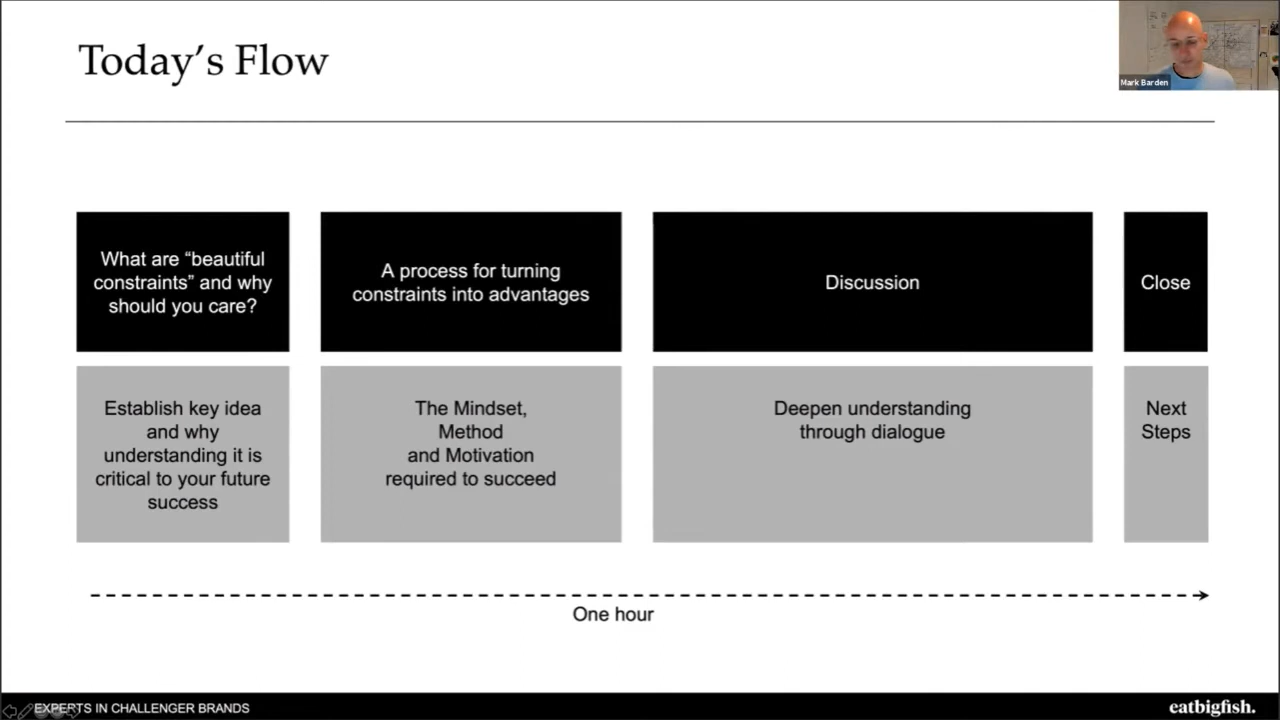 Today’s Flow
Mark Barden
What are “beautiful
constraints” and why
should you care?
A process for turning
constraints into advantages
Discussion
Close
Establish key idea
and why
understanding it is
critical to your future
success
The Mindset,
Method
and Motivation
required to succeed
Deepen understanding
through dialogue
Next
Steps
One hour
EXPERTS IN CHALLENGER BRANDS
eatbigfish.